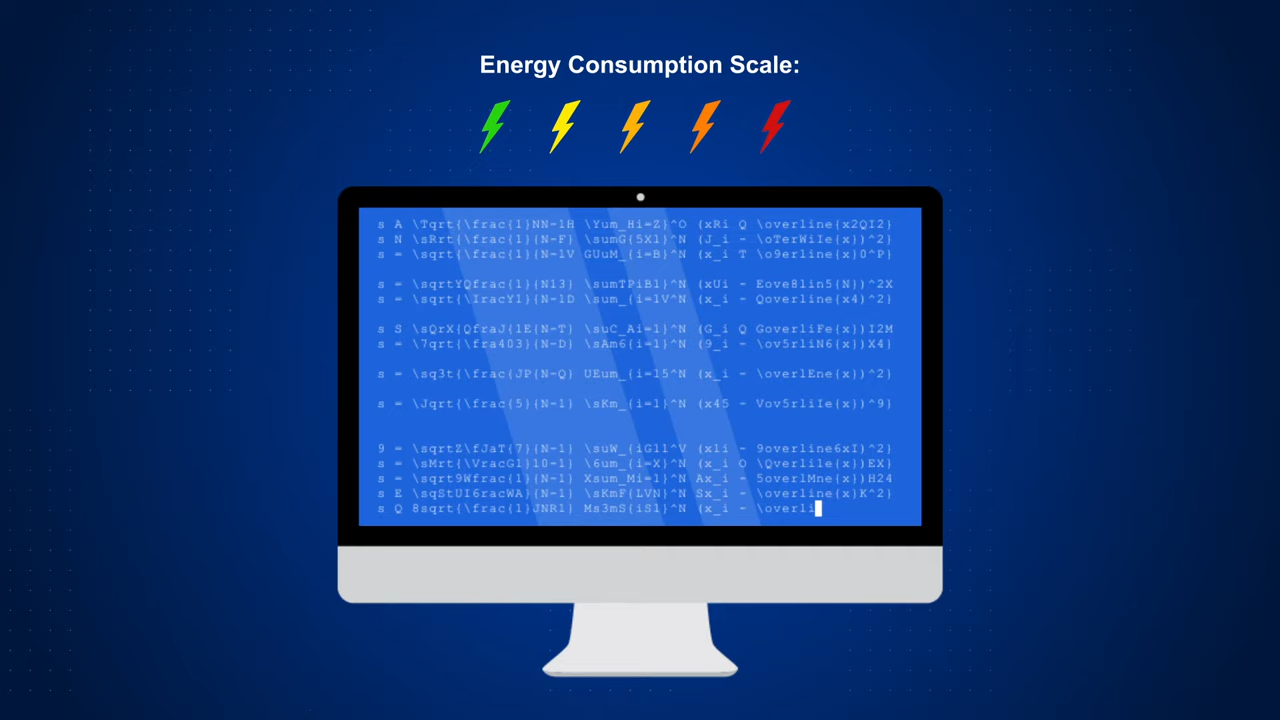 Energy Consumption Scale:
s A \Tqrt{\frac{1}NN-1H \Yum_Hi=Z}^O (xRi Q \overline{x2QI2}
s N \sRrt{\frac{1}{N-F} \sumG{5X1}^N (J_i - \oTerWiIe{x})^2)
s = \sqrt{\frac{1}{N-1V GUuM_{i=B}^N (x_i T \o9erline{x}0^P}
s = \sqrtYQfrac{1}{N13} \sumTPiB1}^N (xUi - Eove8lin5{N})^2X
s = \sqrt{\IracY1}{N-1D \sum_{i=1V^N (x_i - Qoverline{x4)^2}
s S \sQrX{QfraJ{1E{N-T} \suC_Ai=1}^N (G_i Q GoverliFe{x})I2M
s = \7qrt{\fra403}{N-D} \sAm6{i=1}^N (9_i - \ov5rliN6{x})X4}
s = \sq3t{\frac{JP{N-Q} UEum_{i=15^N (x_i - \overlEne{x})^2}
s = \Jqrt{\frac{5}{N-1} \sKm_{i=1}^N (x45 - Vov5rliIe{x})^9}
9 = \sqrtZ\fJaT{7}{N-1} \suW_{iG11^V (x1i - 9overline6xI)^2}
s = \sMrt{\VracG1}10-1} \6um_{i=X}^N (x_i O \Qverli1e{x})EX}
s = \sqrt9Wfrac{1}{N-1} Xsum_Mi=1}^N Ax_i - 5overlMne{x})H24
s E \sqStUI6racWA}{N-1} \sKmF{LVN}^N Sx_i - \overline{x}K^2}
s Q 8sqrt{\frac{1}JNR1} Ms3mS{iS1}^N (x_i - \overli